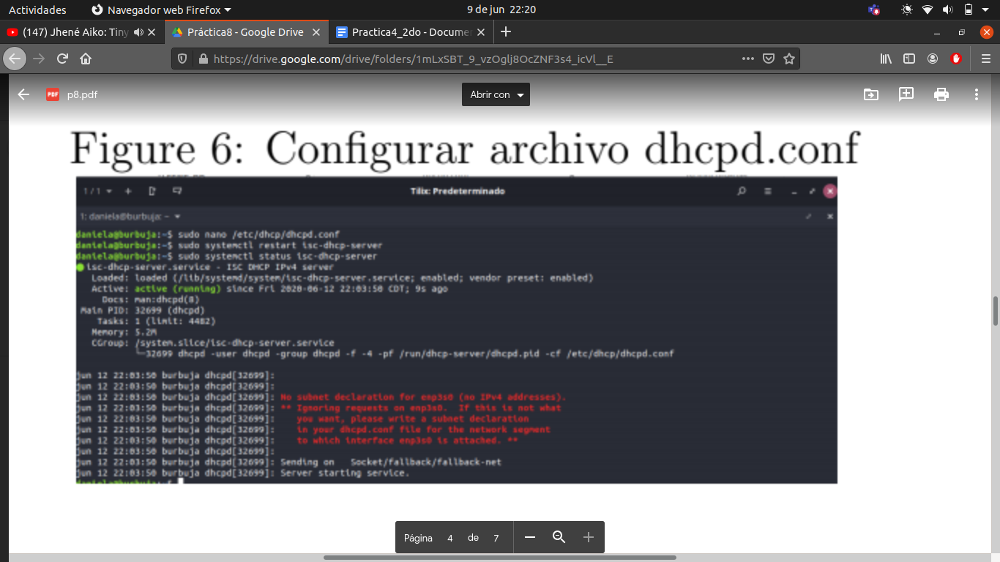 Actividades
Navegador web Firefox
9 de jun 22:20
(147) Jhené Aiko: Tiny
Práctica8 - Google Drive
Practica4_2do - Documen
https://drive.google.com/drive/folders/1mLxSBT_9_vzOglj8OcZNF3s4_icVl__E
PDF
p8.pdf
Abrir con
Figure 6: Configurar archivo dhcpd.conf
1 / 1
Tilix: Predeterminado
1: daniela@burbuja: ~
daniela@burbuja:~$ sudo nano /etc/dhcp/dhcpd.conf
daniela@burbuja:~$ sudo systemctl restart isc-dhcp-server
daniela@burbuja:~$ sudo systemctl status isc-dhcp-server
isc-dhcp-server.service - ISC DHCP IPv4 server
Loaded: loaded (/lib/systemd/system/isc-dhcp-server.service; enabled; vendor preset: enabled)
Active: active (running) since Fri 2020-06-12 22:03:50 CDT; 9s ago
Docs: man:dhcpd(8)
Main PID: 32699 (dhcpd)
Tasks: 1 (limit: 4482)
Memory: 5.2M
CGroup: /system.slice/isc-dhcp-server.service
└─32699 dhcpd -user dhcpd -group dhcpd -f -4 -pf /run/dhcp-server/dhcpd.pid -cf /etc/dhcp/dhcpd.conf
jun 12 22:03:50 burbuja dhcpd[32699]:
jun 12 22:03:50 burbuja dhcpd[32699]:
jun 12 22:03:50 burbuja dhcpd[32699]: No subnet declaration for enp3s0 (no IPv4 addresses).
jun 12 22:03:50 burbuja dhcpd[32699]: ** Ignoring requests on enp3s0. If this is not what
jun 12 22:03:50 burbuja dhcpd[32699]: you want, please write a subnet declaration
jun 12 22:03:50 burbuja dhcpd[32699]: in your dhcpd.conf file for the network segment
jun 12 22:03:50 burbuja dhcpd[32699]: to which interface enp3s0 is attached. **
jun 12 22:03:50 burbuja dhcpd[32699]:
jun 12 22:03:50 burbuja dhcpd[32699]: Sending on Socket/fallback/fallback-net
jun 12 22:03:50 burbuja dhcpd[32699]: Server starting service.
Página 4 de 7